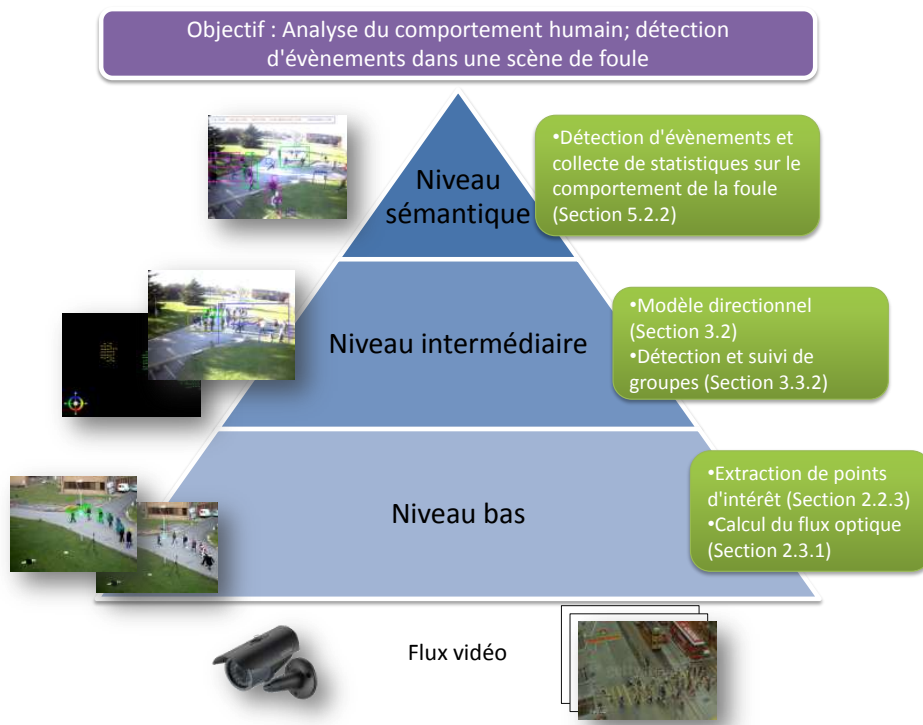 Objectif : Analyse du comportement humain; détection
d'évènements dans une scène de foule
Niveau
sémantique
•Détection d'évènements et
collecte de statistiques sur le
comportement de la foule
(Section 5.2.2)
Niveau intermédiaire
•Modèle directionnel
(Section 3.2)
•Détection et suivi de
groupes (Section 3.3.2)
Niveau bas
•Extraction de points
d'intérêt (Section 2.2.3)
•Calcul du flux optique
(Section 2.3.1)
Flux vidéo